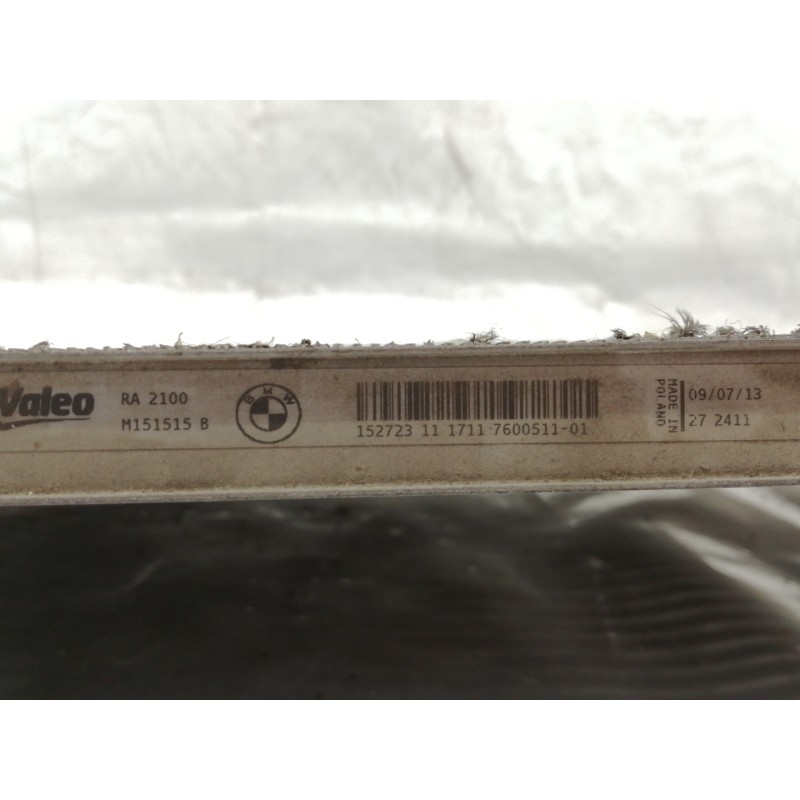 Valeo
RA 2100
M151515 B
BMW
152723 11 1711 7600511-01
MADE IN
POLAND
09/07/13
27 2411